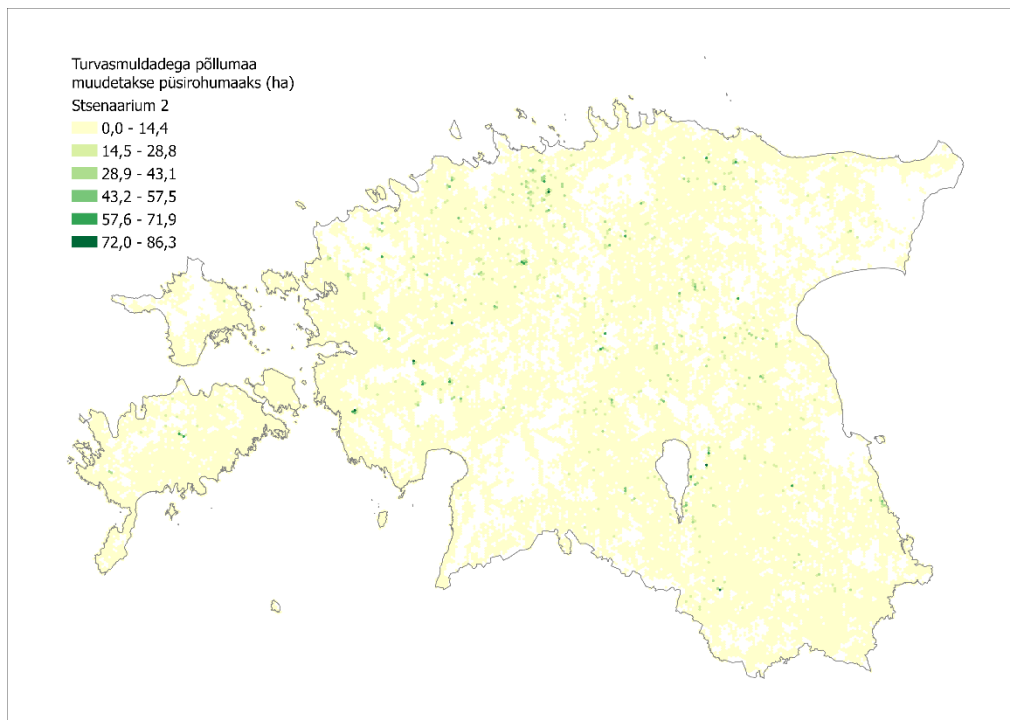 Turvasmuldadega põllumaa
muudetakse püsirohumaaks (ha)
Stsenaarium 2
0,0 - 14,4
14,5 - 28,8
28,9 - 43,1
43,2 - 57,5
57,6 - 71,9
72,0 - 86,3